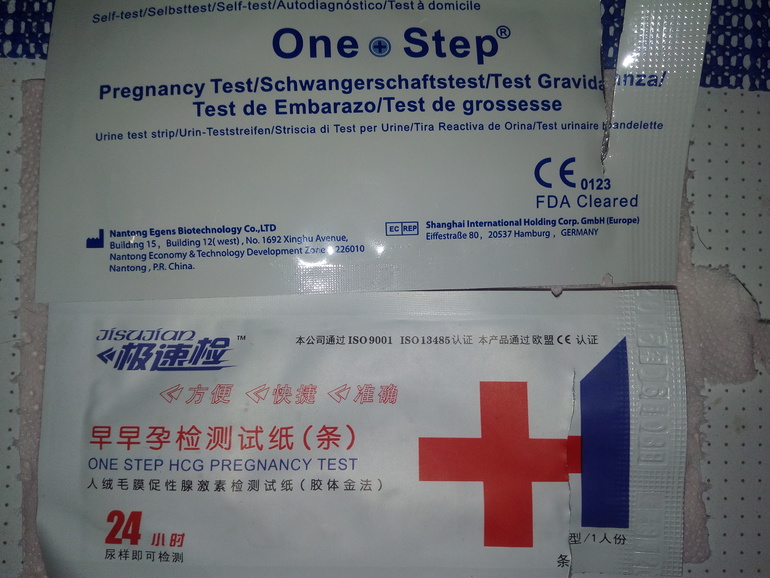 Self-test/Selbsttest/Self-test/Autodiagnóstico/Test à domicile
One Step®
Pregnancy Test/Schwangerschaftstest/Test Gravidanza/
Test de Embarazo/Test de grossesse
Urine test strip/Urin-Teststreifen/Striscia di Test per Urine/Tira Reactiva de Orina/Test urinaire bandelette
CE 0123
FDA Cleared
Nantong Egens Biotechnology Co.,LTD
Building 15, Building 12(west), No. 1692 Xinghu Avenue,
Nantong Economy & Technology Development Zone 226010
Nantong, P.R. China.
EC REP
Shanghai International Holding Corp. GmbH (Europe)
Eiffestraße 80, 20537 Hamburg, GERMANY
JISUJIAN
极速检™
本公司通过 ISO9001 ISO13485认证 本产品通过欧盟CE认证
方便 快捷 准确
早早孕检测试纸(条)
ONE STEP HCG PREGNANCY TEST
人绒毛膜促性腺激素检测试纸(胶体金法)
24小时
尿样即可检测
型/1人份
条